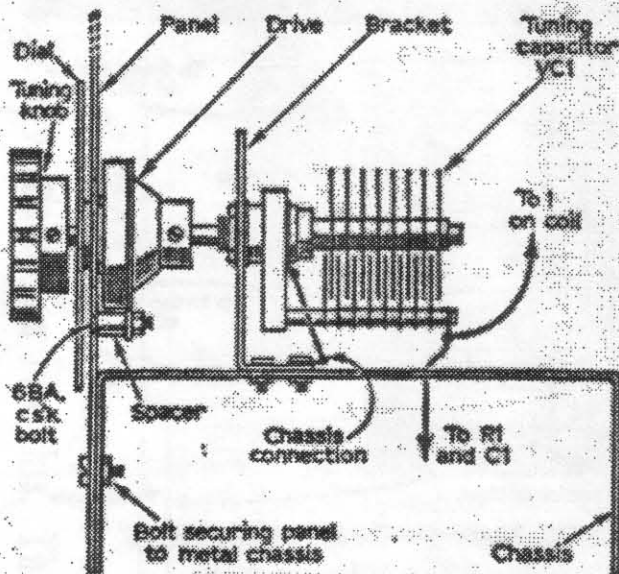 Dial
Panel
Drive
Bracket
Tuning
capacitor
VC1
Tuning
knob
To 1
on coil
6BA.
csk.
bolt
Spacer
Chassis
connection
To R1
and C1
Bolt securing panel
to metal chassis
Chassis